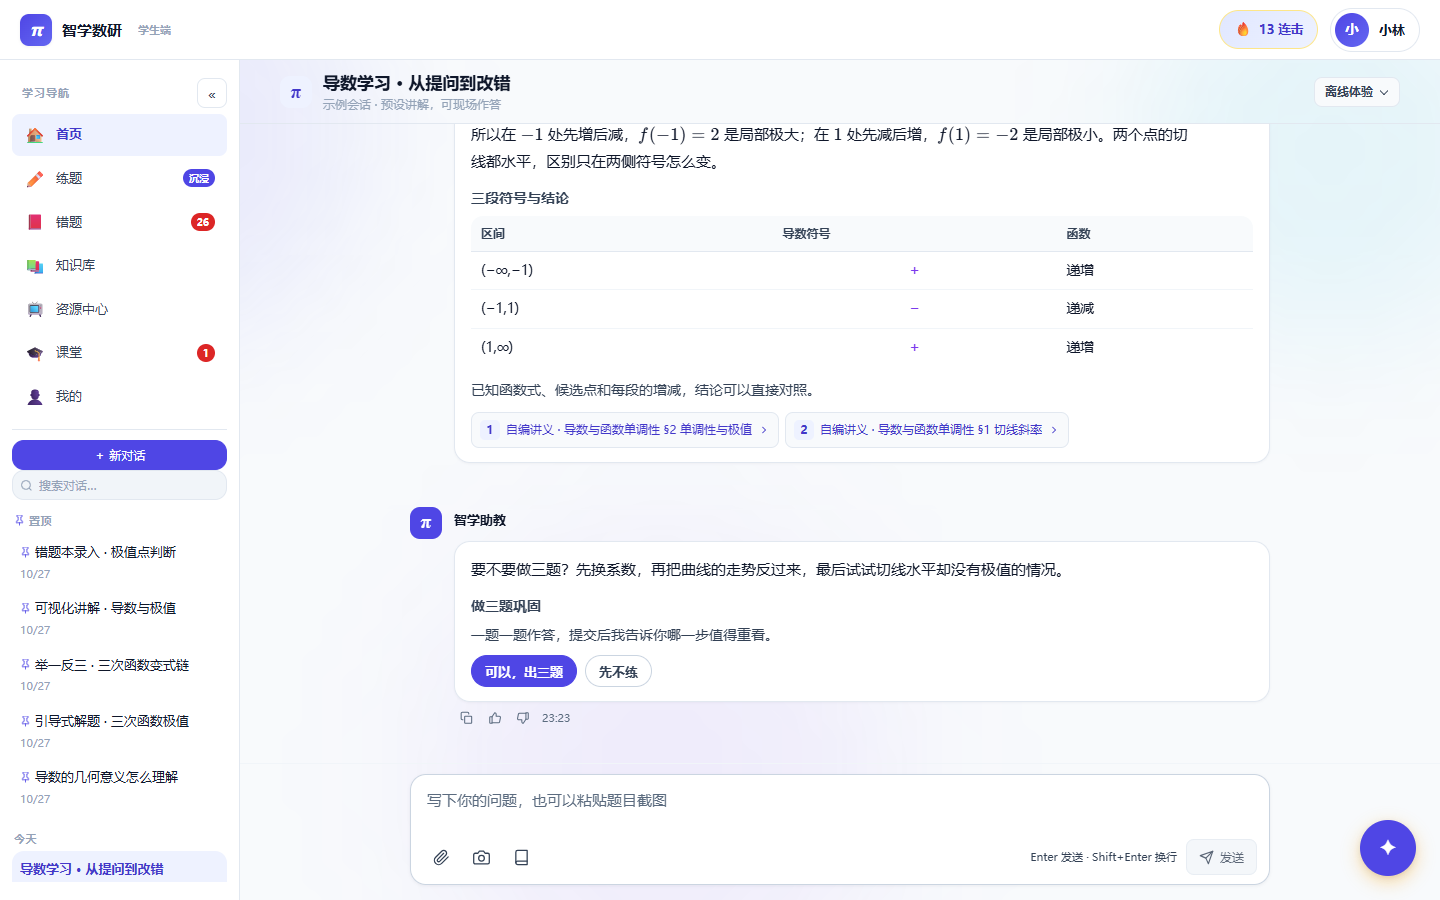 π 智学数研 学生端
13 连击
小 小林
学习导航 «
首页
练题 沉浸
错题 26
知识库
资源中心
课堂 1
我的
+ 新对话
搜索对话...
置顶
错题本录入 · 极值点判断
10/27
可视化讲解 · 导数与极值
10/27
举一反三 · 三次函数变式链
10/27
引导式解题 · 三次函数极值
10/27
导数的几何意义怎么理解
10/27
今天
导数学习 • 从提问到改错
π 导数学习 • 从提问到改错
示例会话 · 预设讲解，可现场作答
离线体验
所以在 −1 处先增后减，f(−1) = 2 是局部极大；在 1 处先减后增，f(1) = −2 是局部极小。两个点的切
线都水平，区别只在两侧符号怎么变。
三段符号与结论
区间 导数符号 函数
(−∞,−1) + 递增
(−1,1) − 递减
(1,∞) + 递增
已知函数式、候选点和每段的增减，结论可以直接对照。
1 自编讲义 · 导数与函数单调性 §2 单调性与极值 ›
2 自编讲义 · 导数与函数单调性 §1 切线斜率 ›
π 智学助教
要不要做三题？先换系数，再把曲线的走势反过来，最后试试切线水平却没有极值的情况。
做三题巩固
一题一题作答，提交后我告诉你哪一步值得重看。
可以，出三题 先不练
23:23
写下你的问题，也可以粘贴题目截图
Enter 发送 · Shift+Enter 换行 发送